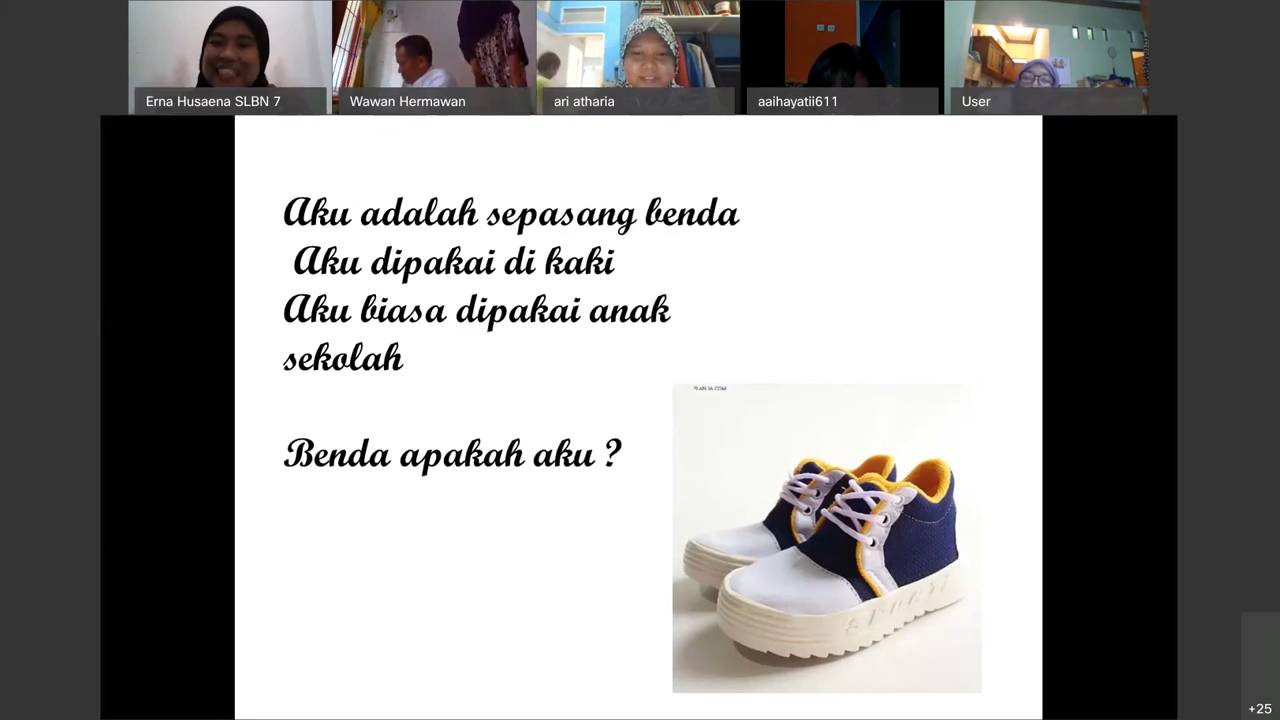 Erna Husaena SLBN 7
Wawan Hermawan
ari atharia
aaihayatii611
User
Aku adalah sepasang benda
Aku dipakai di kaki
Aku biasa dipakai anak
sekolah
Benda apakah aku ?
+25